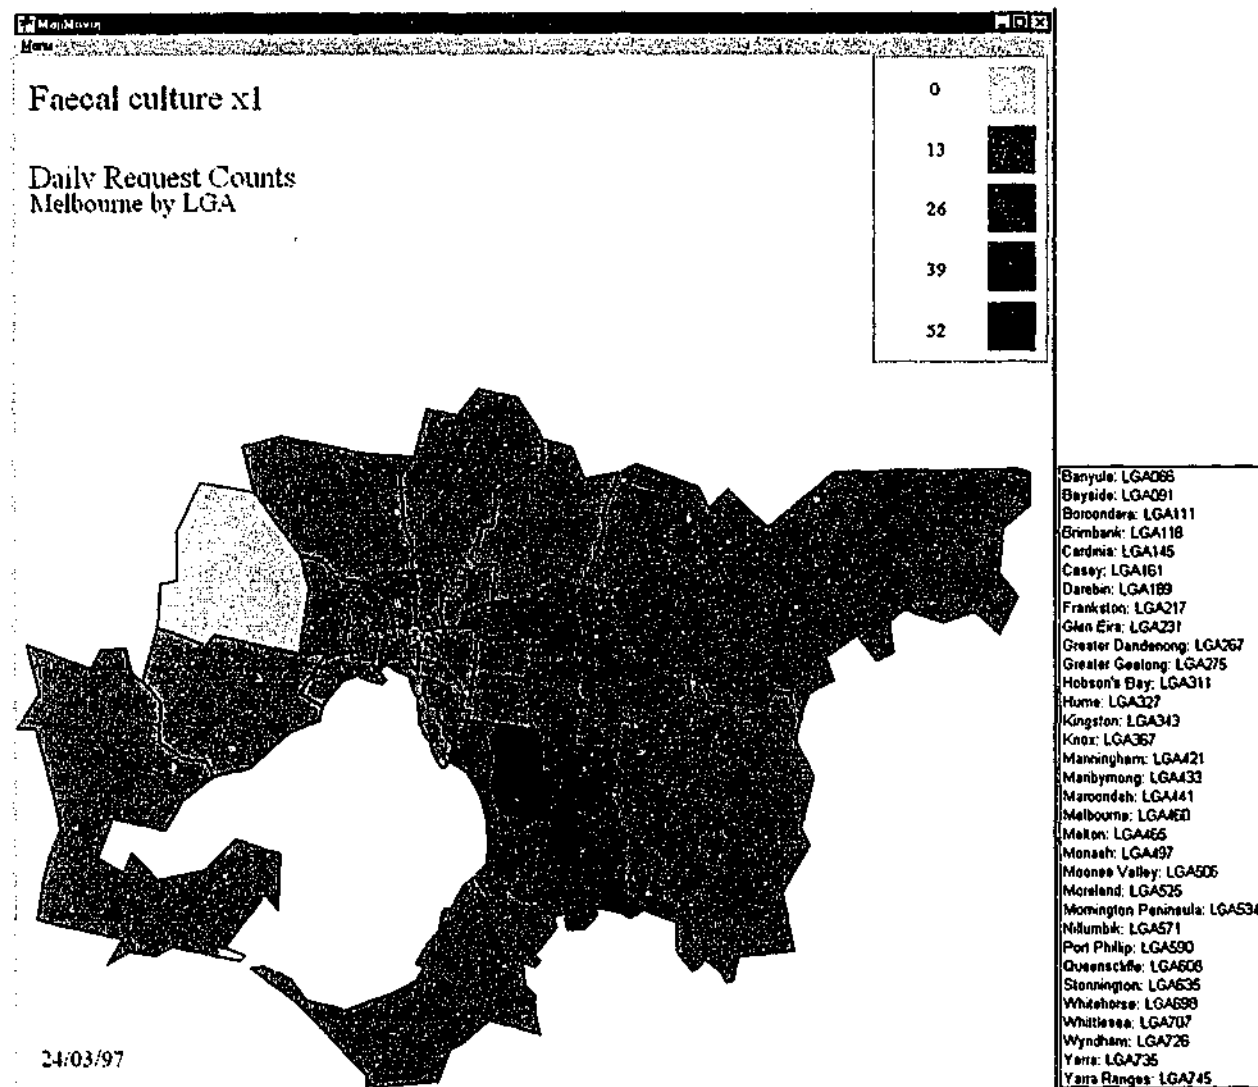 MapMovie
Menu
Faecal culture x1
Daily Request Counts
Melbourne by LGA
0
13
26
39
52
Banyule: LGA066
Bayside: LGA091
Boroondara: LGA111
Brimbank: LGA118
Cardinia: LGA145
Casey: LGA161
Darebin: LGA189
Frankston: LGA217
Glen Eira: LGA231
Greater Dandenong: LGA267
Greater Geelong: LGA275
Hobson's Bay: LGA311
Hume: LGA327
Kingston: LGA343
Knox: LGA367
Manningham: LGA421
Maribyrnong: LGA433
Maroondah: LGA441
Melbourne: LGA460
Melton: LGA465
Monash: LGA497
Moonee Valley: LGA506
Moreland: LGA525
Mornington Peninsula: LGA534
Nillumbik: LGA571
Port Phillip: LGA590
Queenscliffe: LGA608
Stonnington: LGA635
Whitehorse: LGA698
Whittlesea: LGA707
Wyndham: LGA726
Yarra: LGA735
Yarra Ranges: LGA745
24/03/97